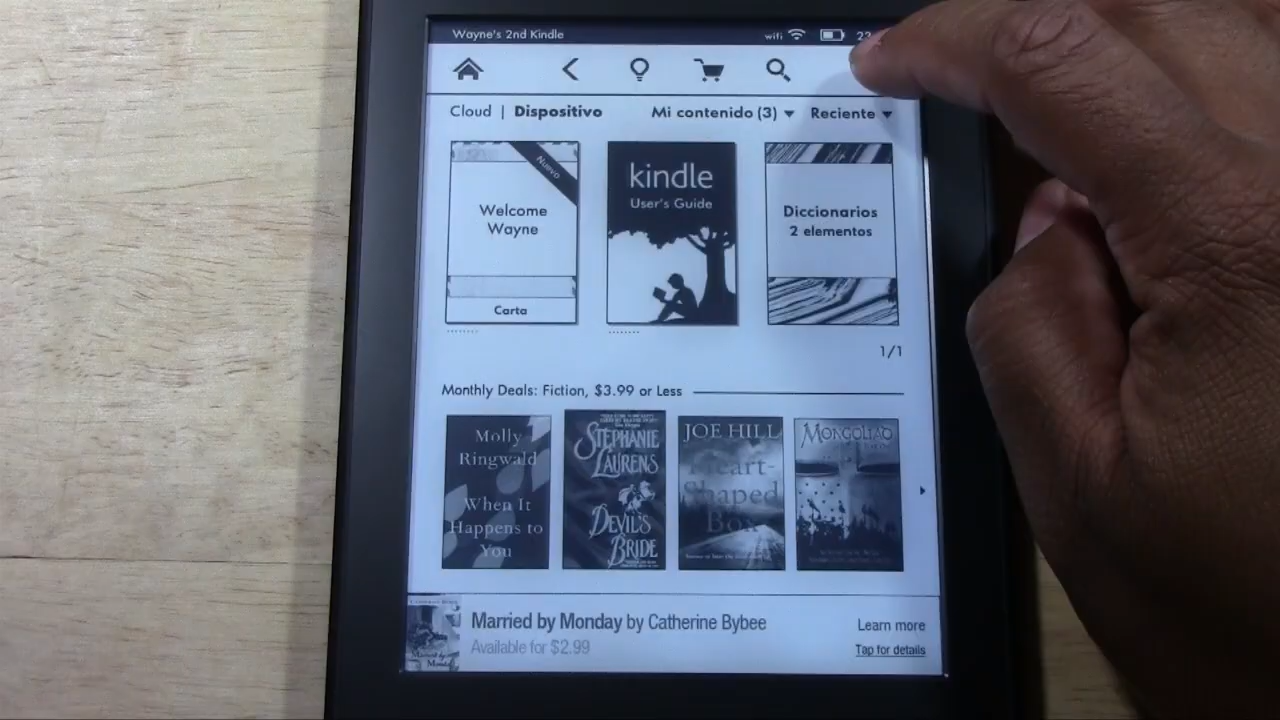 Wayne's 2nd Kindle
wifi
Cloud | Dispositivo
Mi contenido (3)
Reciente
Nuevo
Welcome
Wayne
Carta
kindle
User's Guide
Diccionarios
2 elementos
1/1
Monthly Deals: Fiction, $3.99 or Less
Molly
Ringwald
When It
Happens to
You
STEPHANIE
LAURENS
DEVIL'S
BRIDE
JOE HILL
Heart-
Shaped
Box
MONGOLIAD
Married by Monday by Catherine Bybee
Available for $2.99
Learn more
Tap for details